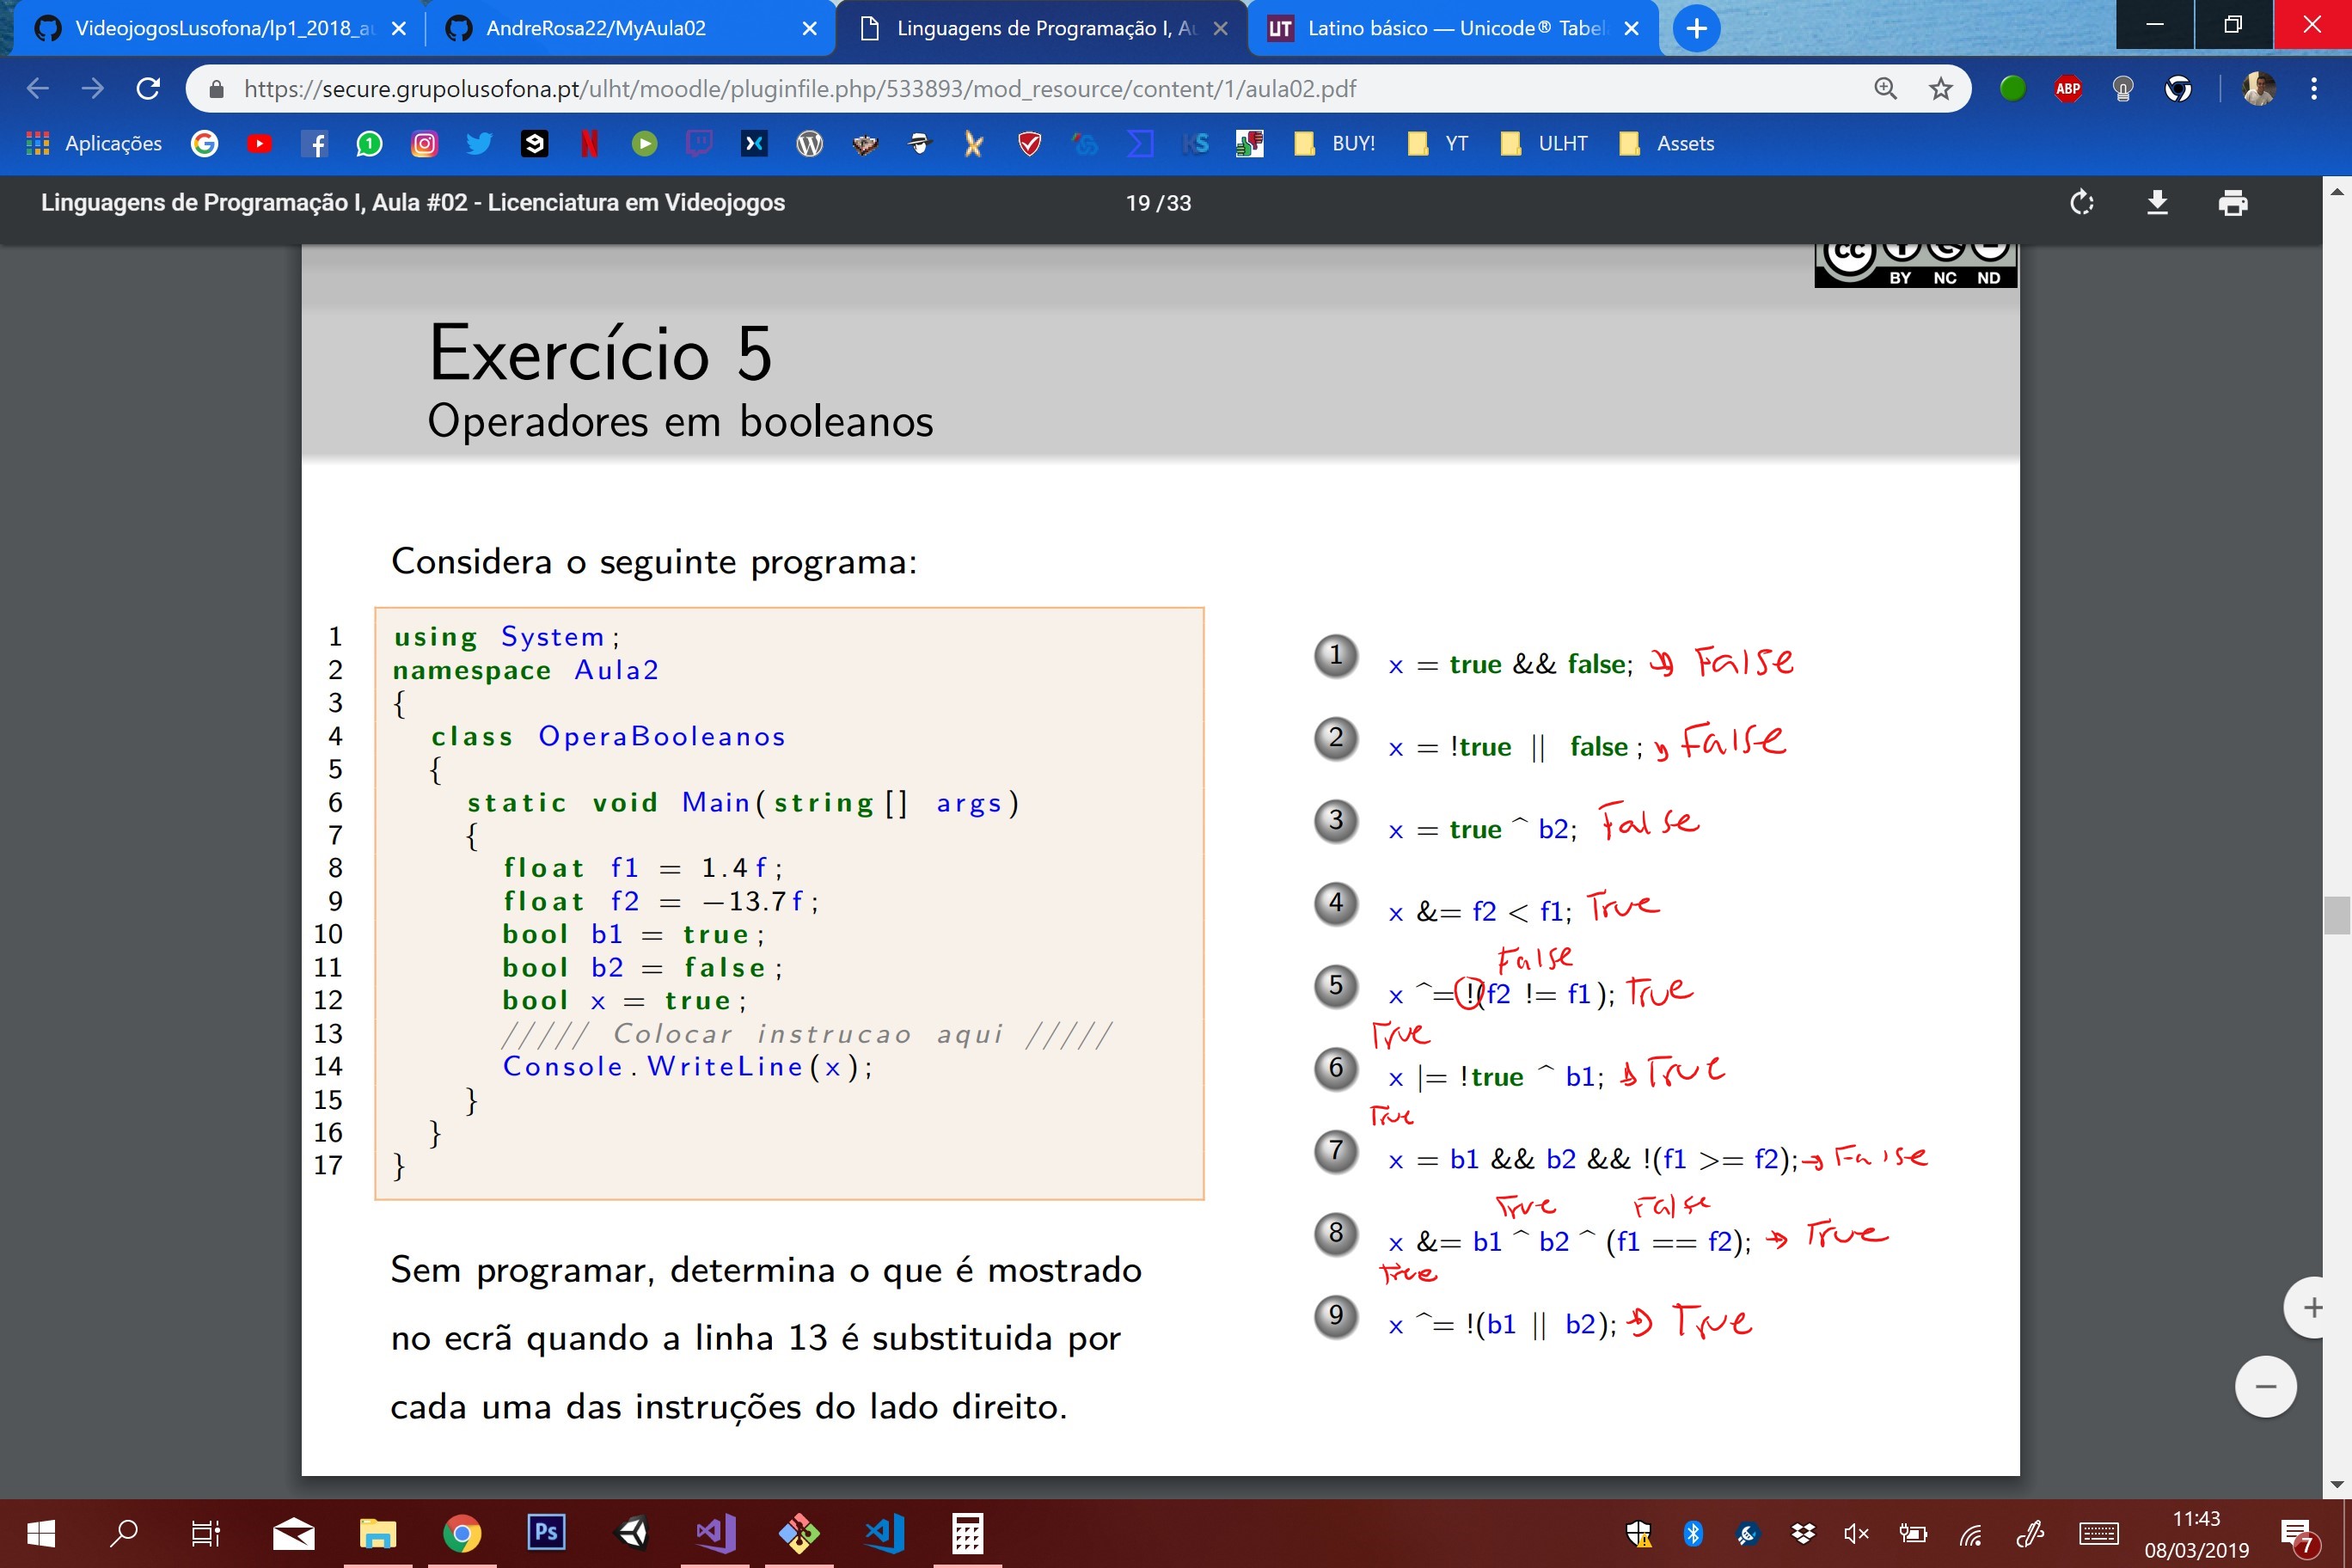 VideojogosLusofona/lp1_2018_au
AndreRosa22/MyAula02
Linguagens de Programação I, Au
UT Latino básico — Unicode® Tabel
https://secure.grupolusofona.pt/ulht/moodle/pluginfile.php/533893/mod_resource/content/1/aula02.pdf
ABP
Aplicações
BUY!
YT
ULHT
Assets
Linguagens de Programação I, Aula #02 - Licenciatura em Videojogos
19 / 33
BY NC ND
Exercício 5
Operadores em booleanos
Considera o seguinte programa:
1 using System;
2 namespace Aula2
3 {
4 class OperaBooleanos
5 {
6 static void Main(string[] args)
7 {
8 float f1 = 1.4f;
9 float f2 = −13.7f;
10 bool b1 = true;
11 bool b2 = false;
12 bool x = true;
13 ///// Colocar instrucao aqui /////
14 Console.WriteLine(x);
15 }
16 }
17 }
Sem programar, determina o que é mostrado
no ecrã quando a linha 13 é substituida por
cada uma das instruções do lado direito.
1 x = true && false; → False
2 x = !true || false; → False
3 x = true ^ b2; False
4 x &= f2 < f1; True
False
5 x ^= !(f2 != f1); True
True
6 x |= !true ^ b1; → True
True
7 x = b1 && b2 && !(f1 >= f2); → False
True False
8 x &= b1 ^ b2 ^ (f1 == f2); → True
True
9 x ^= !(b1 || b2); → True
Ps
11:43
08/03/2019
7